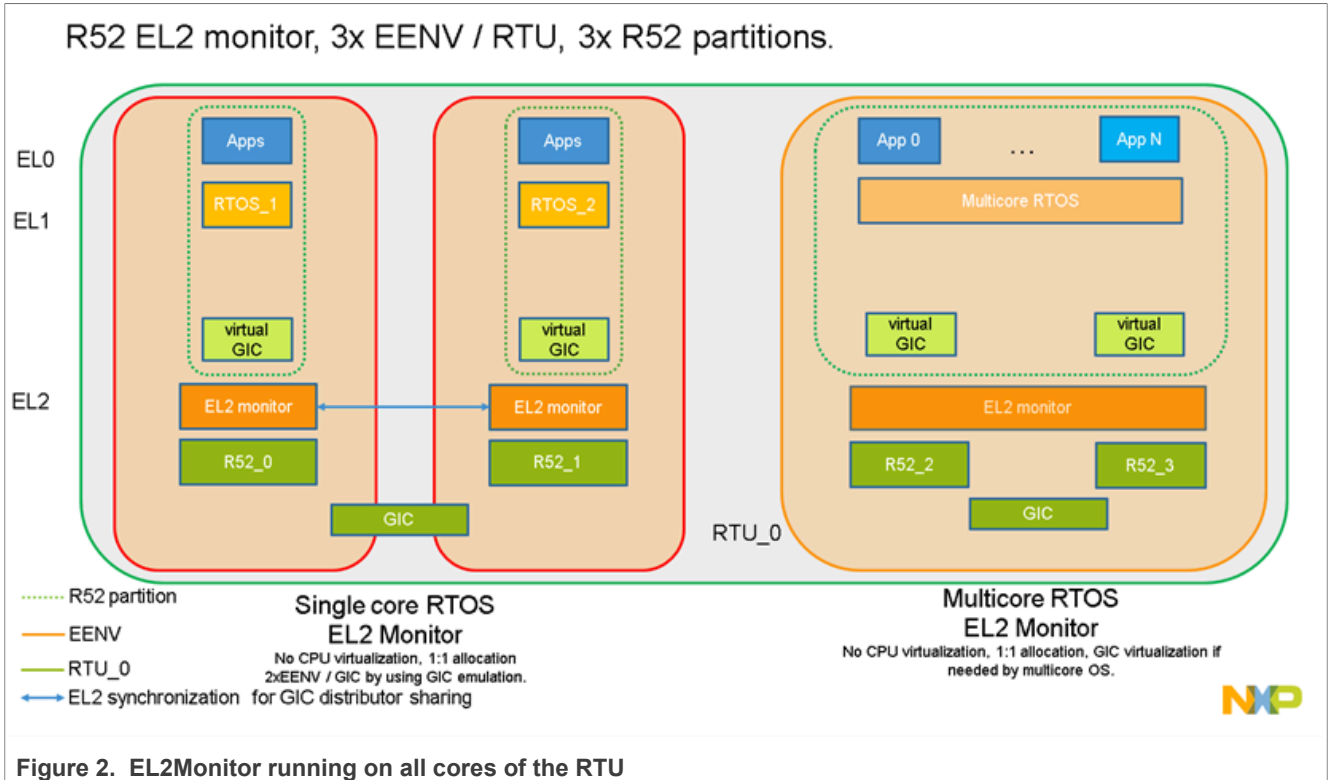 R52 EL2 monitor, 3x EENV / RTU, 3x R52 partitions.
EL0
EL1
EL2
Apps
RTOS_1
virtual
GIC
EL2 monitor
R52_0
Apps
RTOS_2
virtual
GIC
EL2 monitor
R52_1
GIC
RTU_0
App 0
...
App N
Multicore RTOS
virtual
GIC
virtual
GIC
EL2 monitor
R52_2
R52_3
GIC
R52 partition
EENV
RTU_0
EL2 synchronization for GIC distributor sharing
Single core RTOS
EL2 Monitor
No CPU virtualization, 1:1 allocation
2xEENV / GIC by using GIC emulation.
Multicore RTOS
EL2 Monitor
No CPU virtualization, 1:1 allocation, GIC virtualization if
needed by multicore OS.
NXP
Figure 2. EL2Monitor running on all cores of the RTU